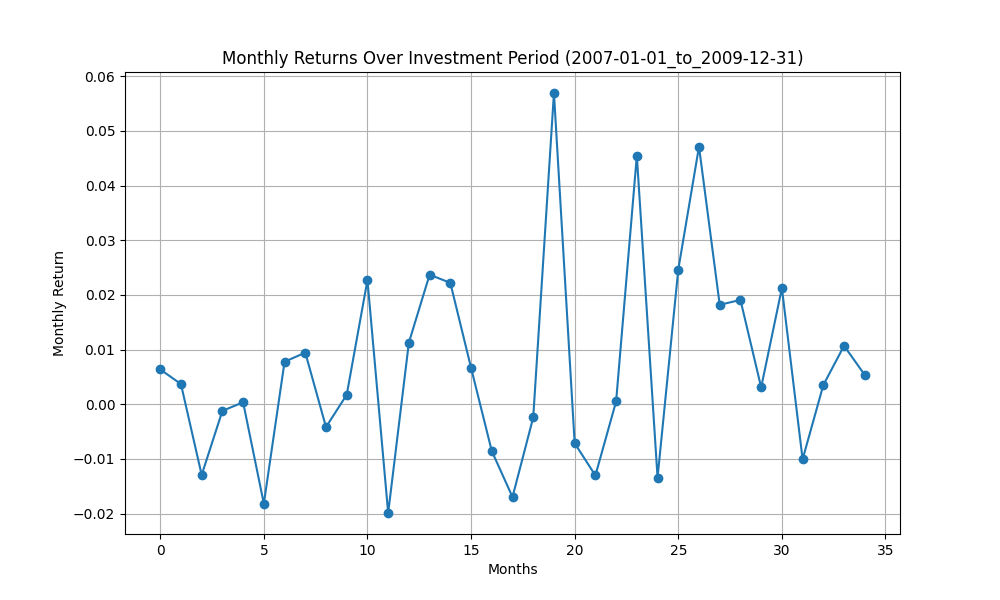 Monthly Returns Over Investment Period (2007-01-01_to_2009-12-31)
0.06
0.05
0.04
0.03
0.02
0.01
0.00
−0.01
−0.02
Monthly Return
0 5 10 15 20 25 30 35
Months